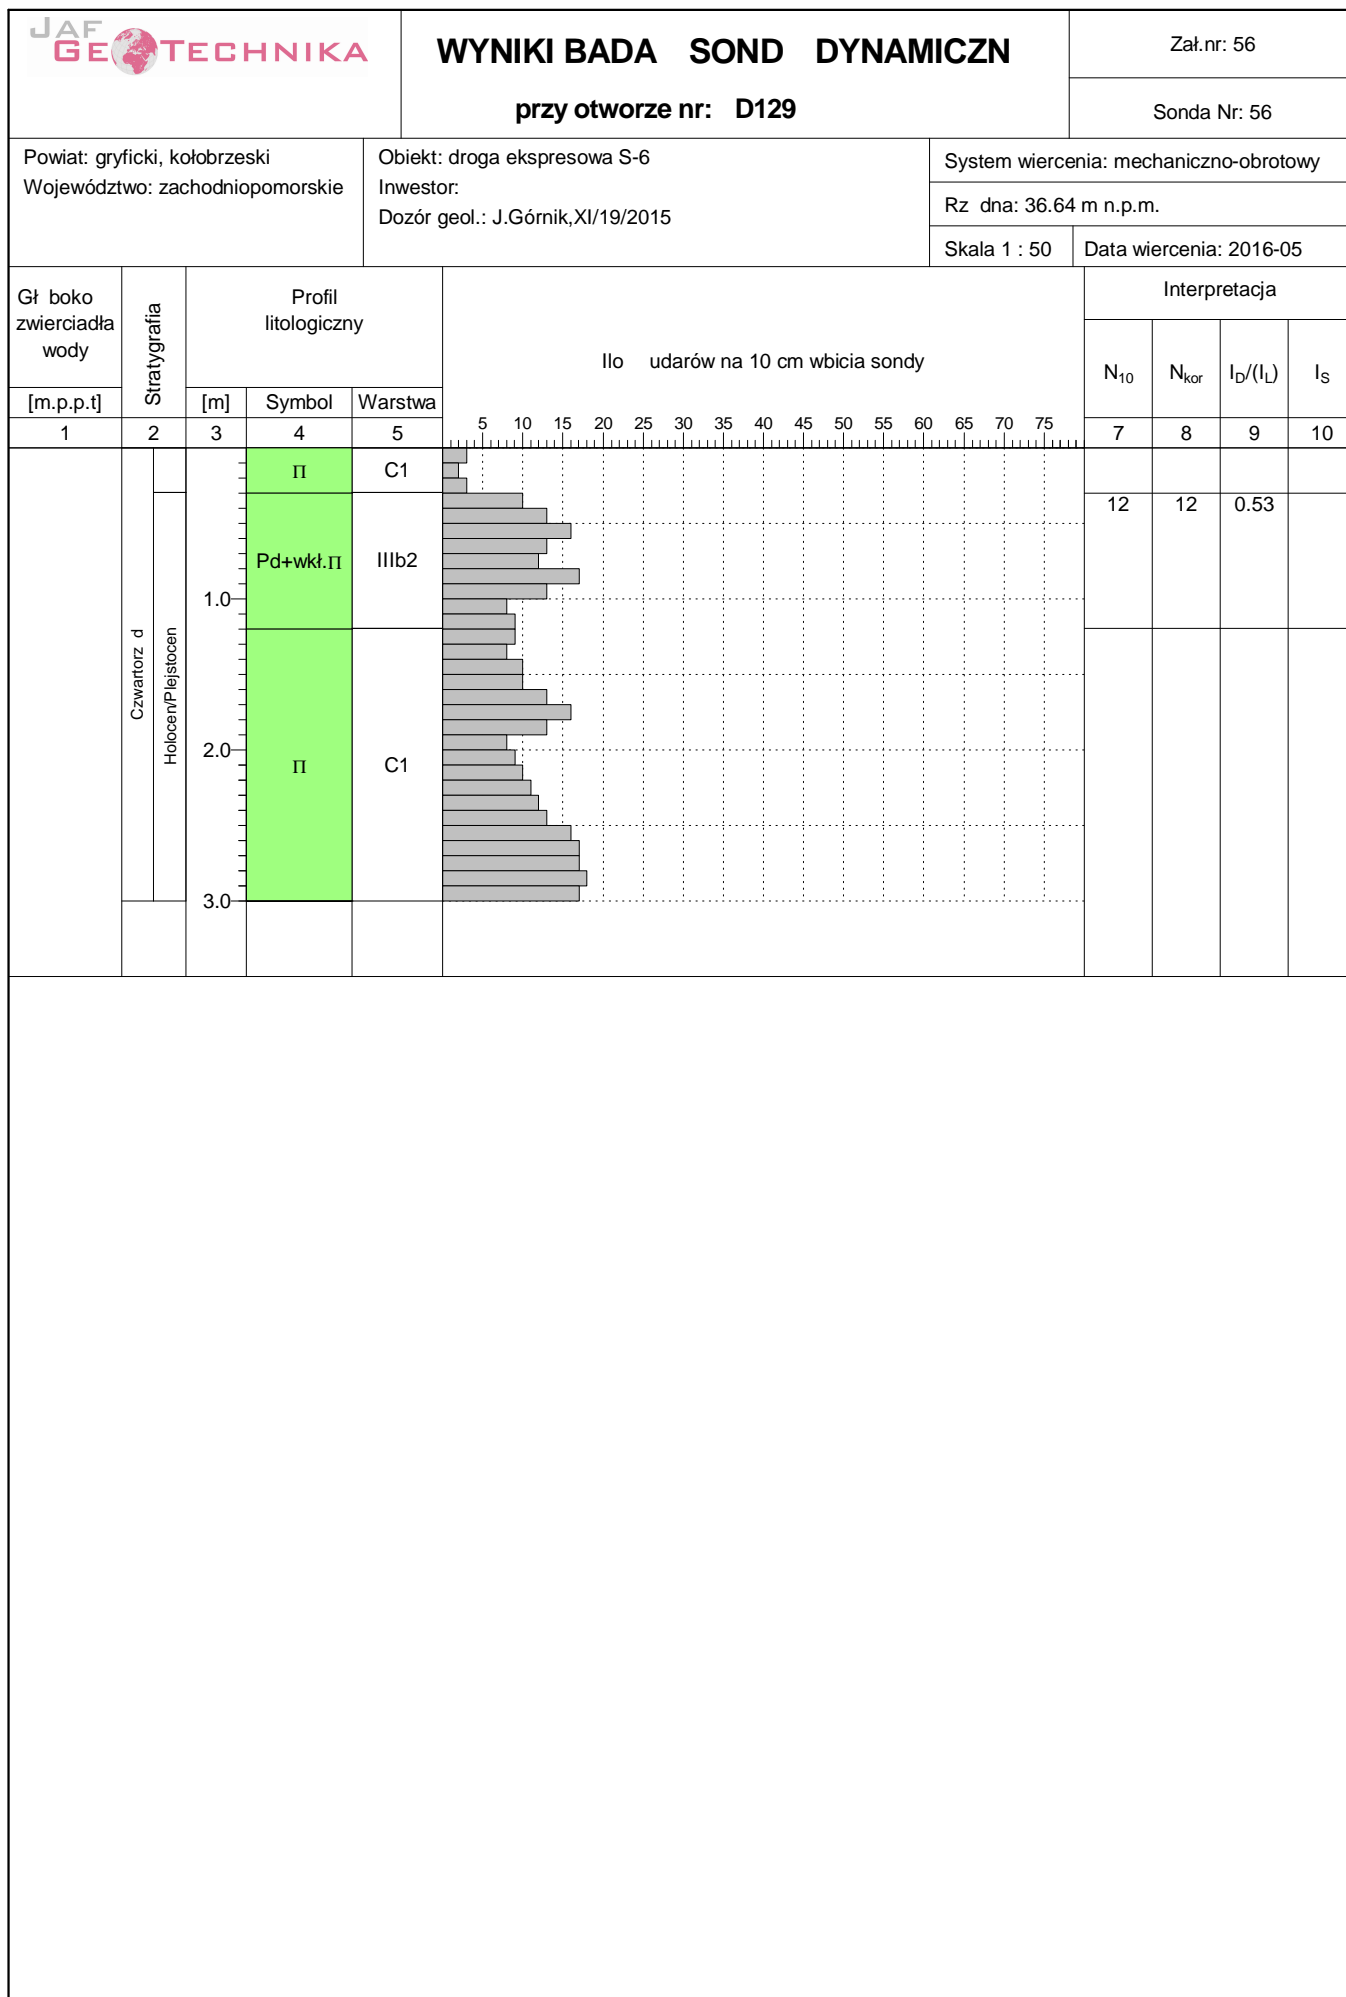 JAF
GEOTECHNIKA
WYNIKI BADA SOND DYNAMICZN
przy otworze nr: D129
Zał.nr: 56
Sonda Nr: 56
Powiat: gryficki, kołobrzeski
Województwo: zachodniopomorskie
Obiekt: droga ekspresowa S-6
Inwestor:
Dozór geol.: J.Górnik,XI/19/2015
System wiercenia: mechaniczno-obrotowy
Rz dna: 36.64 m n.p.m.
Skala 1 : 50
Data wiercenia: 2016-05
Gł boko
zwierciadła
wody
[m.p.p.t]
Stratygrafia
Profil
litologiczny
[m]
Symbol
Warstwa
Ilo udarów na 10 cm wbicia sondy
Interpretacja
N10
Nkor
ID/(IL)
IS
1 2 3 4 5
5 10 15 20 25 30 35 40 45 50 55 60 65 70 75
7 8 9 10
Π C1
Pd+wkł.Π IIIb2
12 12 0.53
1.0
Czwartorz d
Holocen/Plejstocen
2.0
Π C1
3.0